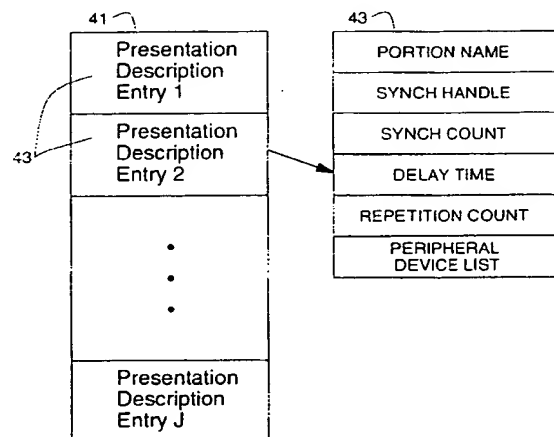 41
Presentation
Description
Entry 1
43
Presentation
Description
Entry 2
Presentation
Description
Entry J
43
PORTION NAME
SYNCH HANDLE
SYNCH COUNT
DELAY TIME
REPETITION COUNT
PERIPHERAL
DEVICE LIST